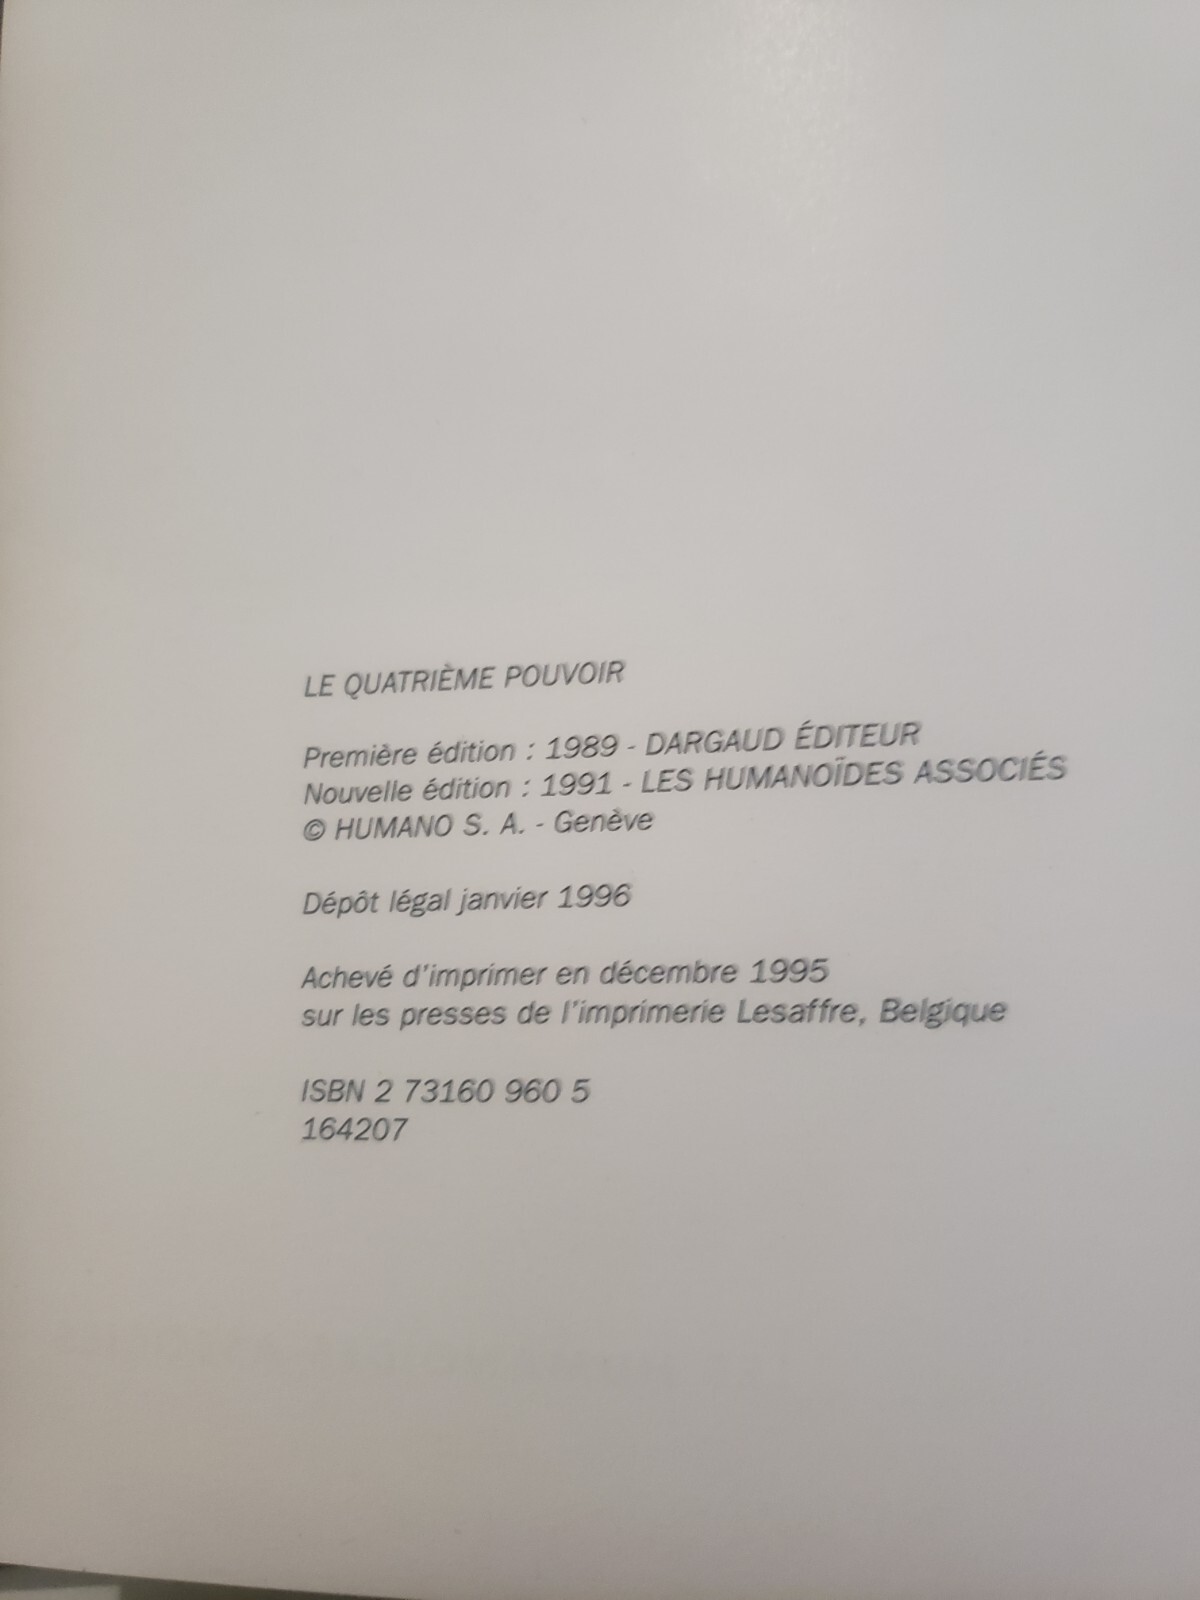 LE QUATRIÈME POUVOIR
Première édition : 1989 - DARGAUD ÉDITEUR
Nouvelle édition : 1991 - LES HUMANOÏDES ASSOCIÉS
© HUMANO S. A. - Genève
Dépôt légal janvier 1996
Achevé d'imprimer en décembre 1995
sur les presses de l'imprimerie Lesaffre, Belgique
ISBN 2 73160 960 5
164207